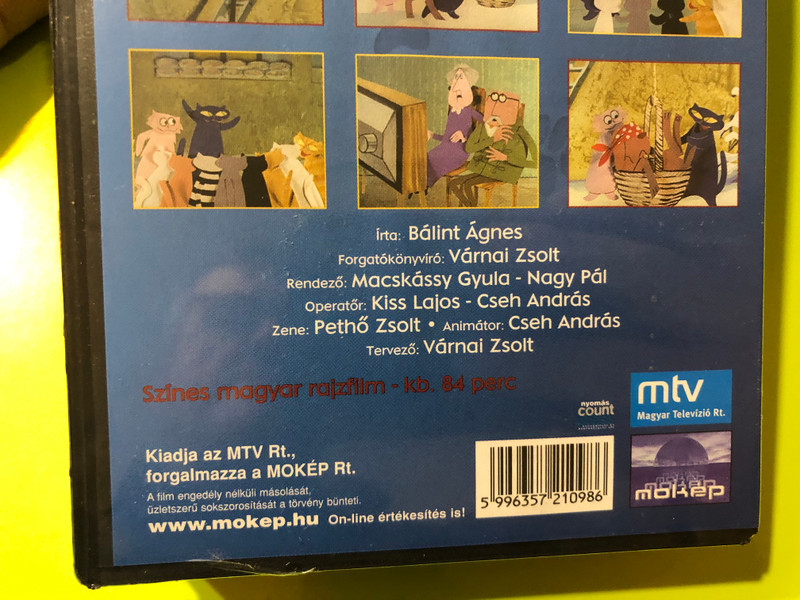 írta: Bálint Ágnes
Forgatókönyvíró: Várnai Zsolt
Rendező: Macskássy Gyula - Nagy Pál
Operatőr: Kiss Lajos - Cseh András
Zene: Pethő Zsolt • Animátor: Cseh András
Tervező: Várnai Zsolt
Színes magyar rajzfilm - kb. 84 perc
nyomás
count
mtv
Magyar Televízió Rt.
Kiadja az MTV Rt.,
forgalmazza a MOKÉP Rt.
A film engedély nélküli másolását,
üzletszerű sokszorosítását a törvény bünteti.
www.mokep.hu On-line értékesítés is!
5 996357 210986
mokép